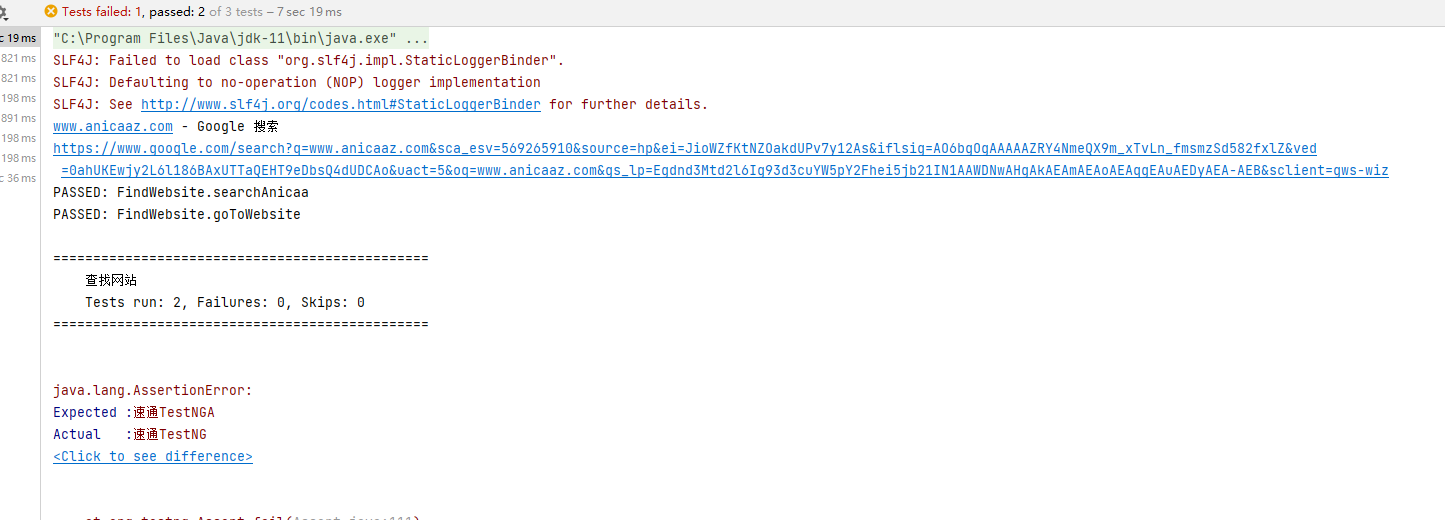 Tests failed: 1, passed: 2 of 3 tests – 7 sec 19 ms
c 19 ms
"C:\Program Files\Java\jdk-11\bin\java.exe" ...
821 ms
SLF4J: Failed to load class "org.slf4j.impl.StaticLoggerBinder".
821 ms
SLF4J: Defaulting to no-operation (NOP) logger implementation
198 ms
SLF4J: See http://www.slf4j.org/codes.html#StaticLoggerBinder for further details.
891 ms
www.anicaaz.com - Google 搜索
198 ms
https://www.google.com/search?q=www.anicaaz.com&sca_esv=569265910&source=hp&ei=JioWZfKtNZOakdUPv7y12As&iflsig=AO6bgOgAAAAAZRY4NmeQX9m_xTvLn_fmsmzSd582fxlZ&ved
198 ms
=0ahUKEwjy2L6l186BAxUTTaQEHT9eDbsQ4dUDCAo&uact=5&oq=www.anicaaz.com&gs_lp=Egdnd3Mtd2l6Ig93d3cuYW5pY2Fhei5jb21IN1AAWDNwAHgAkAEAmAEAoAEAqgEAuAEDyAEA-AEB&sclient=gws-wiz
c 36 ms
PASSED: FindWebsite.searchAnicaa
PASSED: FindWebsite.goToWebsite
===============================================
查找网站
Tests run: 2, Failures: 0, Skips: 0
===============================================
java.lang.AssertionError:
Expected :速通TestNGA
Actual :速通TestNG
<Click to see difference>